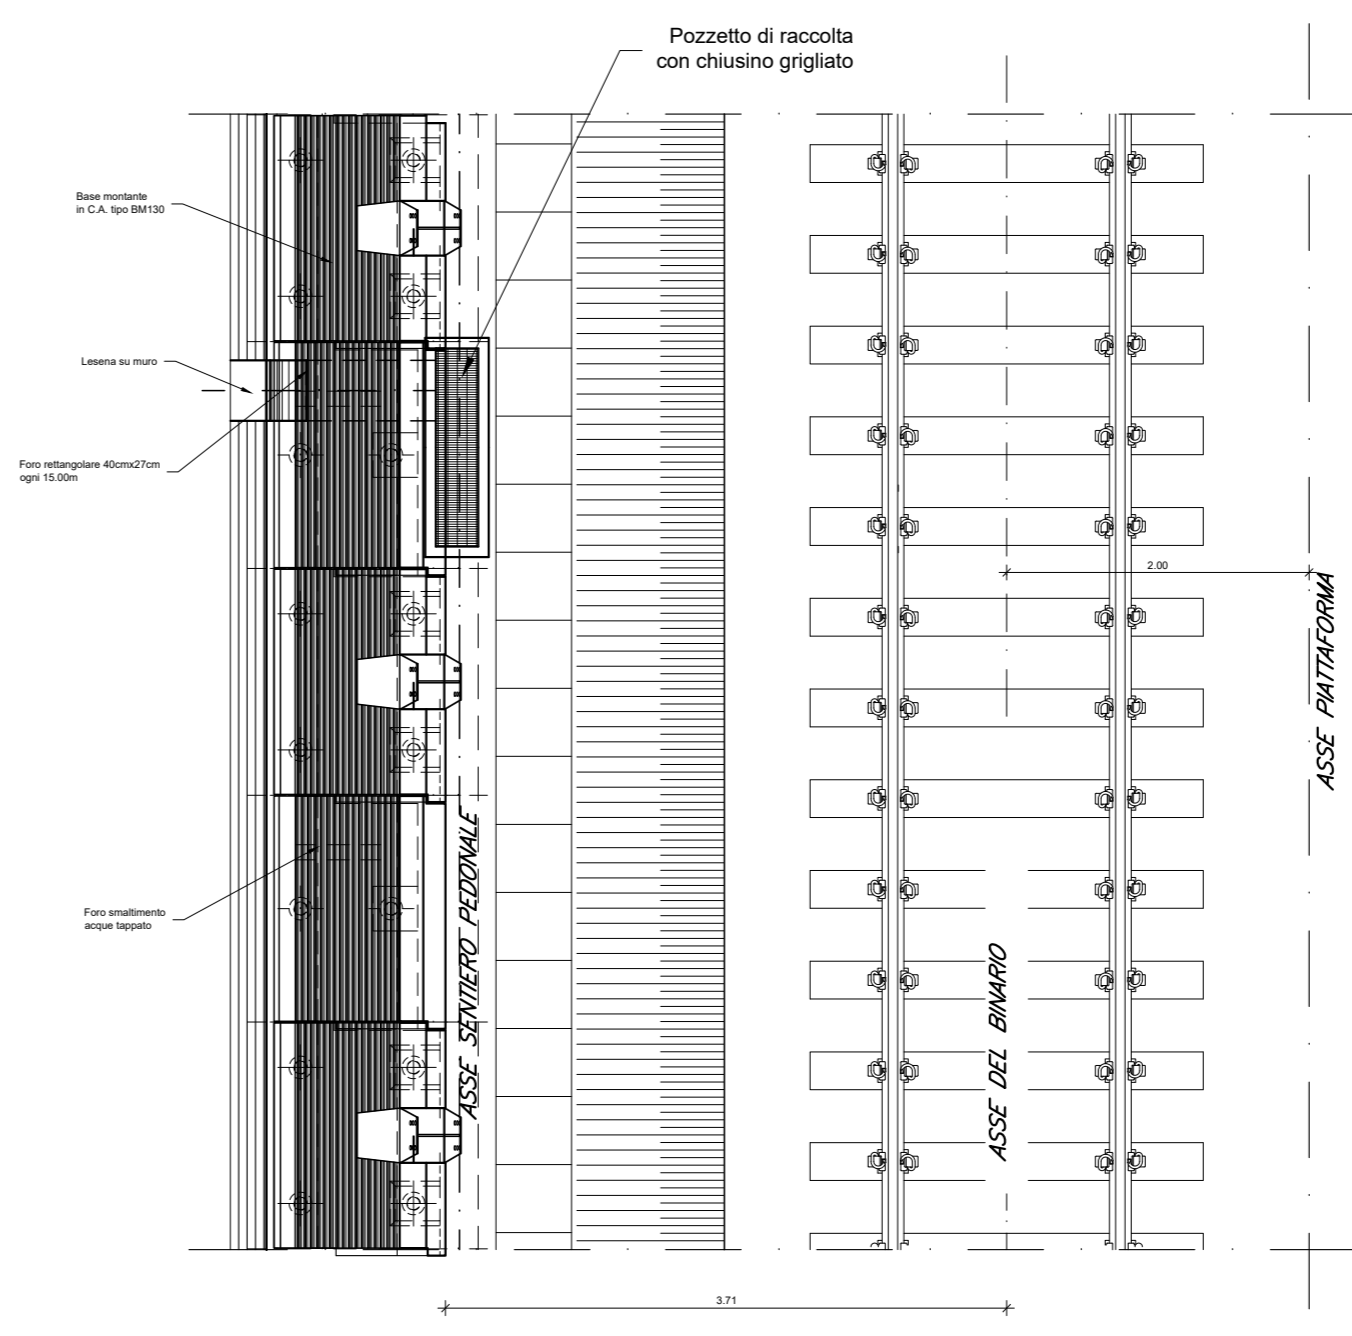 Pozzetto di raccolta
con chiusino grigliato
Base montante
in C.A. tipo BM130
Lesena su muro
Foro rettangolare 40cmx27cm
ogni 15.00m
2.00
ASSE PIATTAFORMA
ASSE SENTIERO PEDONALE
Foro smaltimento
acque tappato
ASSE DEL BINARIO
3.71